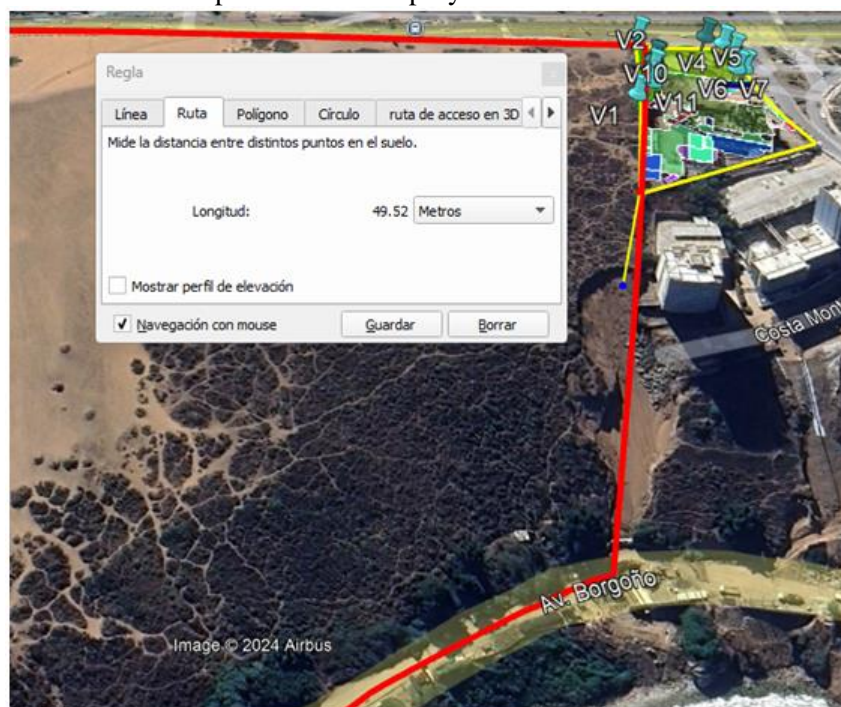 Regla
Línea Ruta Polígono Círculo ruta de acceso en 3D
Mide la distancia entre distintos puntos en el suelo.
Longitud: 49.52 Metros
Mostrar perfil de elevación
Navegación con mouse Guardar Borrar
V2
V4 V5
V10
V6 V7
V1 V11
Av. Borgoño
Image © 2024 Airbus